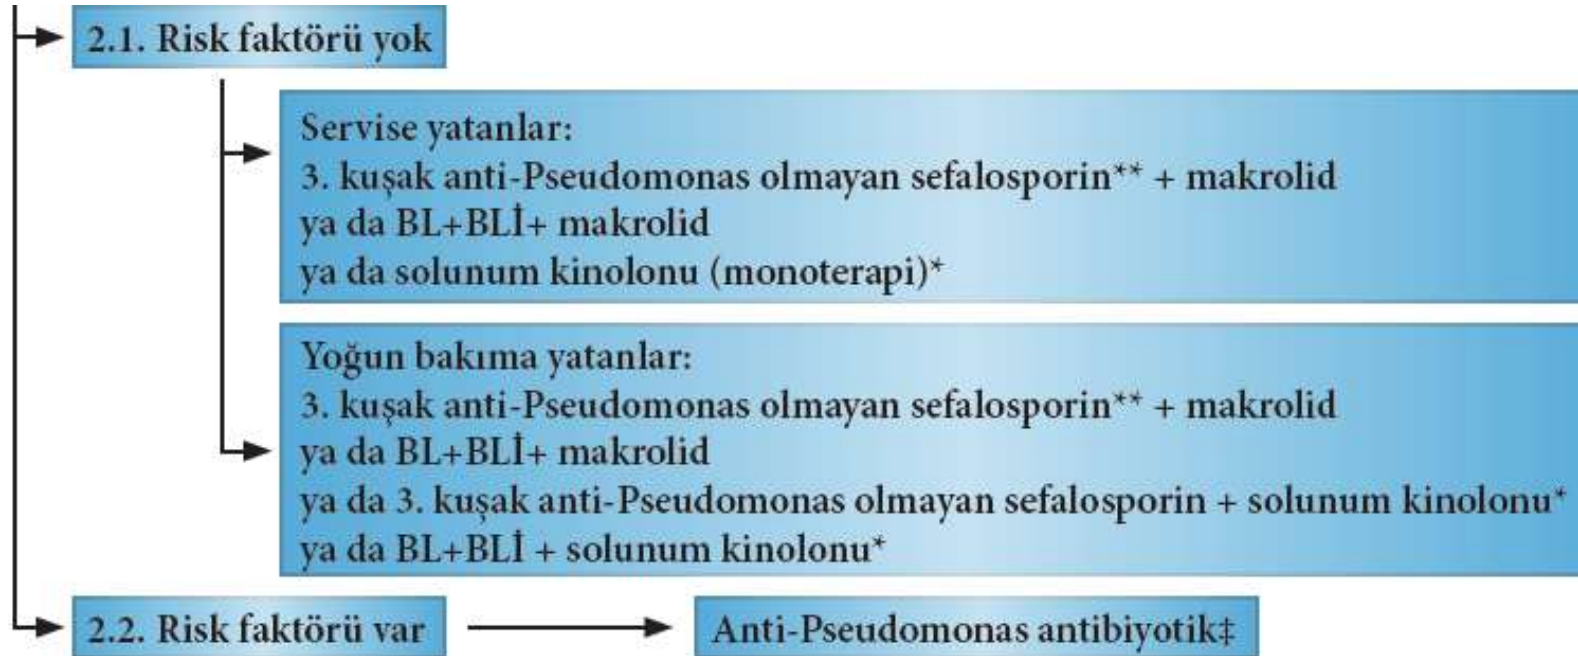 2.1. Risk faktörü yok
Servise yatanlar:
3. kuşak anti-Pseudomonas olmayan sefalosporin** + makrolid
ya da BL+BLİ+ makrolid
ya da solunum kinolonu (monoterapi)*
Yoğun bakıma yatanlar:
3. kuşak anti-Pseudomonas olmayan sefalosporin** + makrolid
ya da BL+BLİ+ makrolid
ya da 3. kuşak anti-Pseudomonas olmayan sefalosporin + solunum kinolonu*
ya da BL+BLİ + solunum kinolonu*
2.2. Risk faktörü var
Anti-Pseudomonas antibiyotik‡